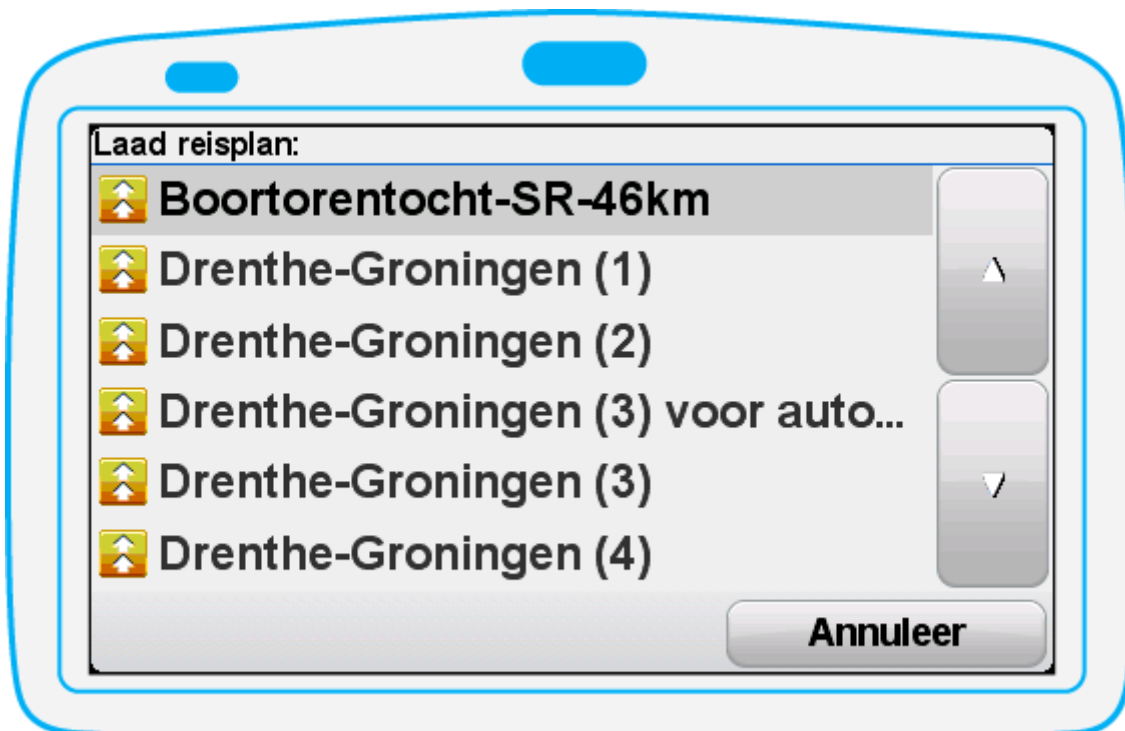 Laad reisplan:
Boortorentocht-SR-46km
Drenthe-Groningen (1)
Drenthe-Groningen (2)
Drenthe-Groningen (3) voor auto...
Drenthe-Groningen (3)
Drenthe-Groningen (4)
Annuleer